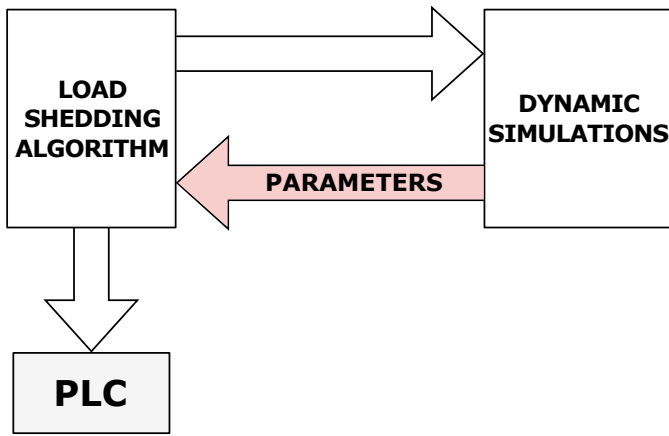 LOAD
SHEDDING
ALGORITHM
DYNAMIC
SIMULATIONS
PARAMETERS
PLC